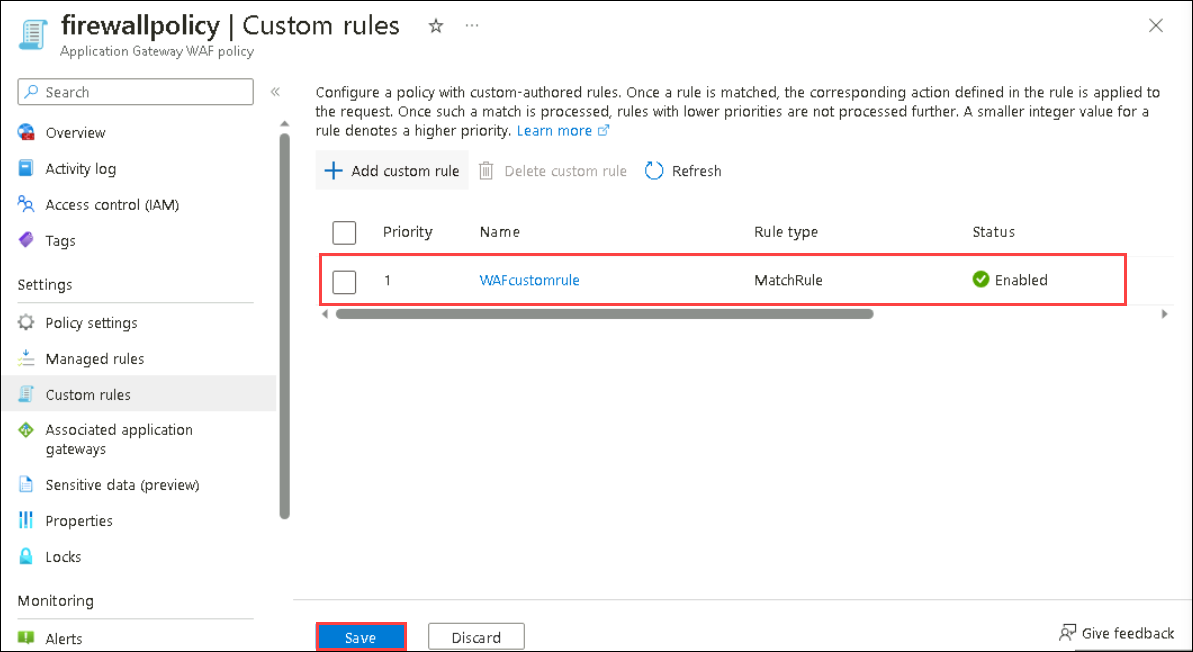 firewallpolicy | Custom rules
Application Gateway WAF policy
Search
Overview
Activity log
Access control (IAM)
Tags
Settings
Policy settings
Managed rules
Custom rules
Associated application
gateways
Sensitive data (preview)
Properties
Locks
Monitoring
Alerts
Configure a policy with custom-authored rules. Once a rule is matched, the corresponding action defined in the rule is applied to
the request. Once such a match is processed, rules with lower priorities are not processed further. A smaller integer value for a
rule denotes a higher priority. Learn more
Add custom rule Delete custom rule Refresh
Priority Name Rule type Status
1 WAFcustomrule MatchRule Enabled
Save Discard
Give feedback